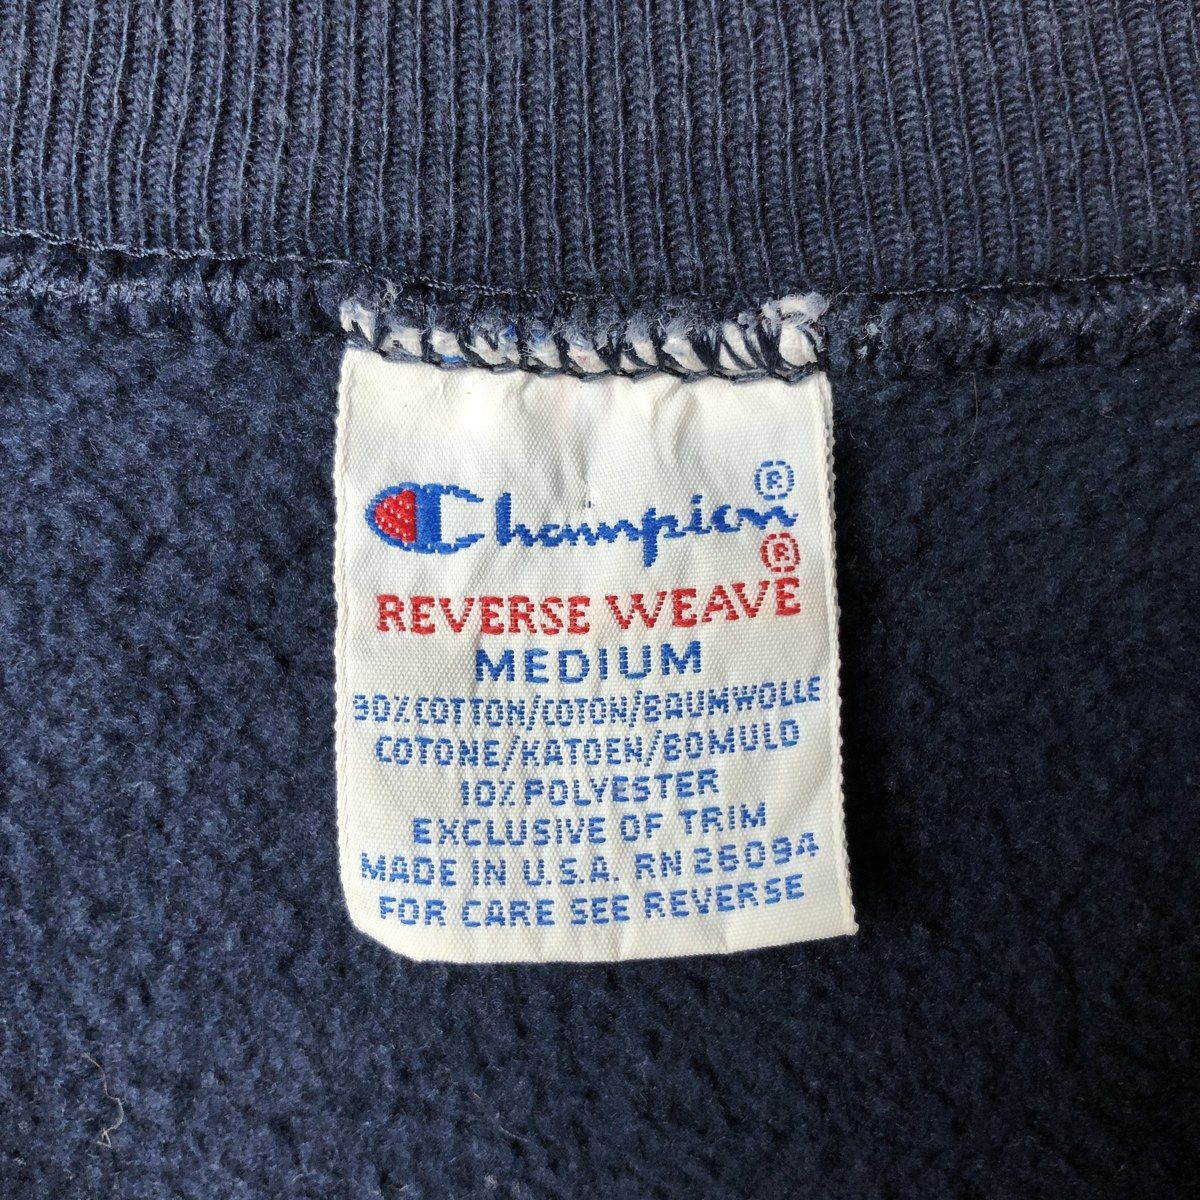 Champion®
REVERSE WEAVE®
MEDIUM
90% COTTON/COTON/BAUMWOLLE
COTONE/KATOEN/BOMULD
10% POLYESTER
EXCLUSIVE OF TRIM
MADE IN U.S.A. RN 26094
FOR CARE SEE REVERSE